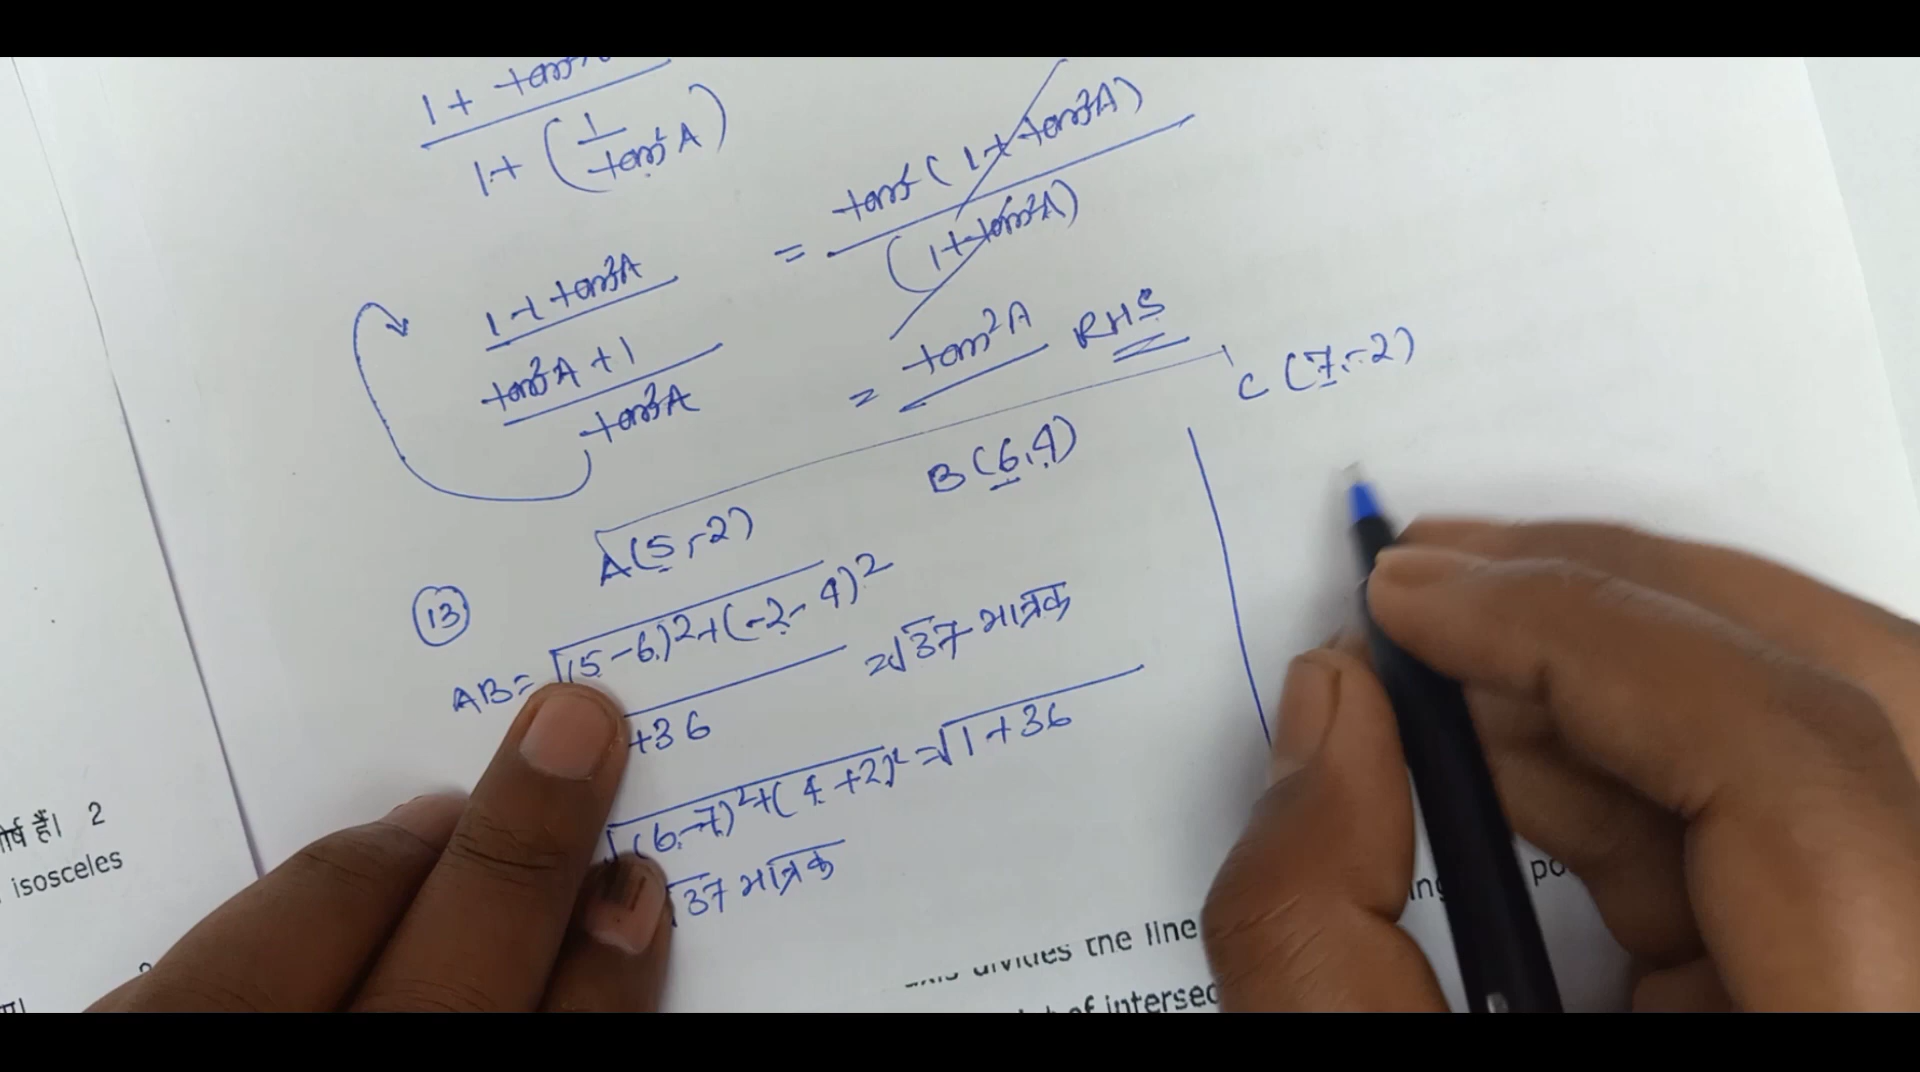 1 + tan
1 + (1/tan²A)
1 + tan²A
tan²A + 1
tan²A
= tan² (1 + tan²A)
(1 + tan²A)
= tan²A RHS
(13)
A(5, -2)
B(6, 4)
C(7, -2)
AB = √(5-6)²+(-2-4)²
+36
= √37 मात्रक
√(6-7)²+(4+2)² = √1+36
√37 मात्रक
हैं। 2
isosceles
divides the line
of intersec